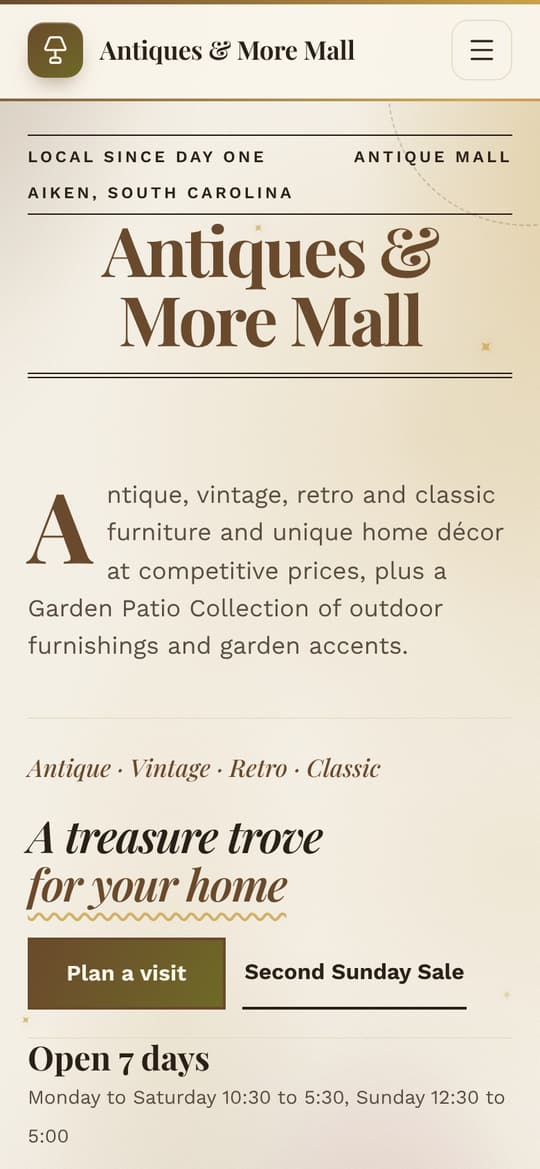 Antiques & More Mall
LOCAL SINCE DAY ONE
ANTIQUE MALL
AIKEN, SOUTH CAROLINA
Antiques &
More Mall
Antique, vintage, retro and classic
furniture and unique home décor
at competitive prices, plus a
Garden Patio Collection of outdoor
furnishings and garden accents.
Antique · Vintage · Retro · Classic
A treasure trove
for your home
Plan a visit
Second Sunday Sale
Open 7 days
Monday to Saturday 10:30 to 5:30, Sunday 12:30 to
5:00